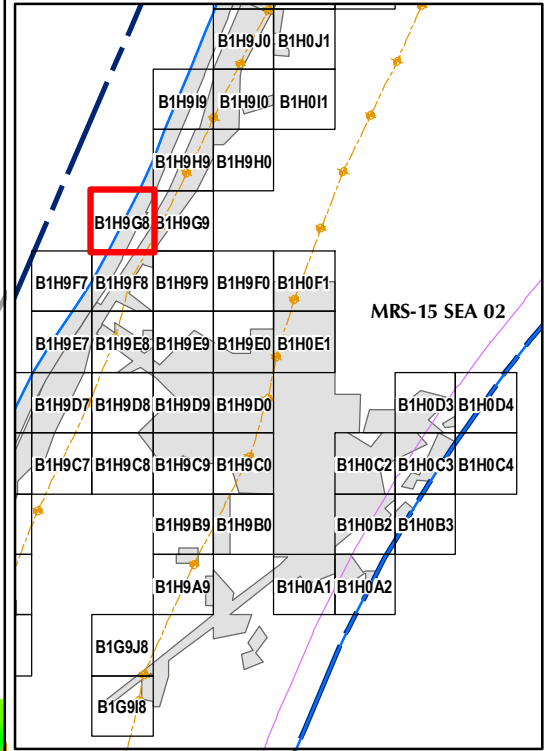 B1H9J0 B1H0J1
B1H9I9 B1H9I0 B1H0I1
B1H9H9 B1H9H0
B1H9G8 B1H9G9
B1H9F7 B1H9F8 B1H9F9 B1H9F0 B1H0F1
MRS-15 SEA 02
B1H9E7 B1H9E8 B1H9E9 B1H9E0 B1H0E1
B1H9D7 B1H9D8 B1H9D9 B1H9D0 B1H0D3 B1H0D4
B1H9C7 B1H9C8 B1H9C9 B1H9C0 B1H0C2 B1H0C3 B1H0C4
B1H9B9 B1H9B0 B1H0B2 B1H0B3
B1H9A9 B1H0A1 B1H0A2
B1G9J8
B1G9I8